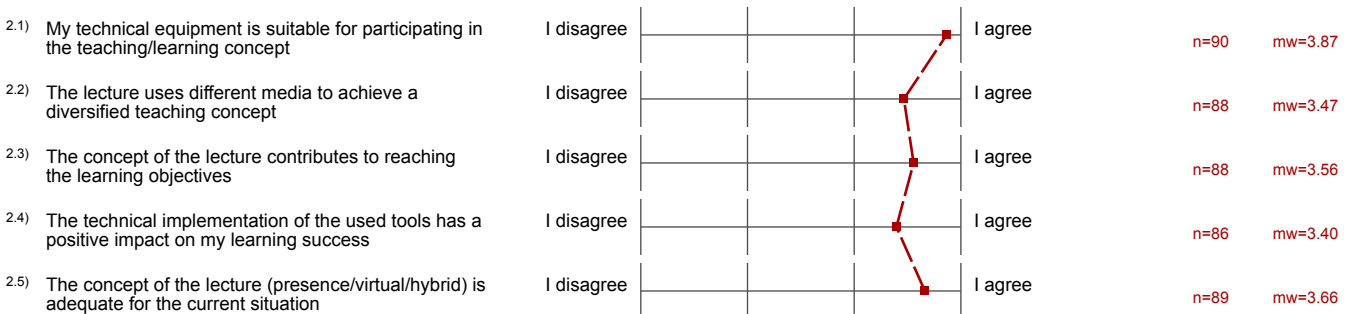 2.1) My technical equipment is suitable for participating in I disagree I agree
the teaching/learning concept n=90 mw=3.87
2.2) The lecture uses different media to achieve a I disagree I agree
diversified teaching concept n=88 mw=3.47
2.3) The concept of the lecture contributes to reaching I disagree I agree
the learning objectives n=88 mw=3.56
2.4) The technical implementation of the used tools has a I disagree I agree
positive impact on my learning success n=86 mw=3.40
2.5) The concept of the lecture (presence/virtual/hybrid) is I disagree I agree
adequate for the current situation n=89 mw=3.66